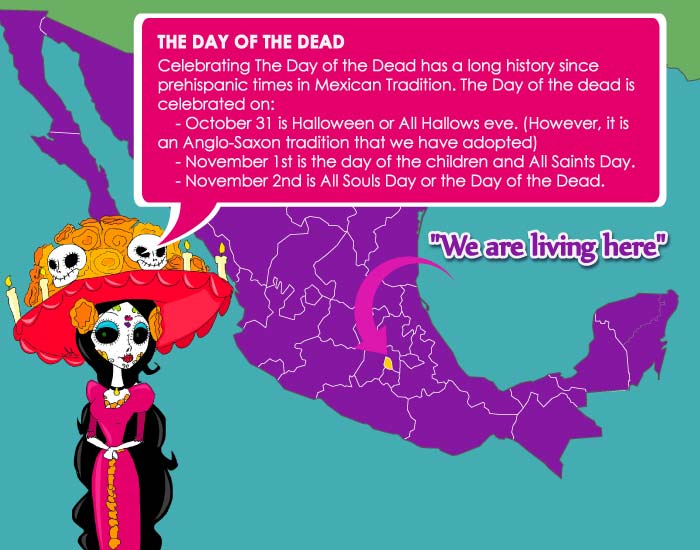 THE DAY OF THE DEAD
Celebrating The Day of the Dead has a long history since
prehispanic times in Mexican Tradition. The Day of the dead is
celebrated on:
- October 31 is Halloween or All Hallows eve. (However, it is
an Anglo-Saxon tradition that we have adopted)
- November 1st is the day of the children and All Saints Day.
- November 2nd is All Souls Day or the Day of the Dead.
"We are living here"